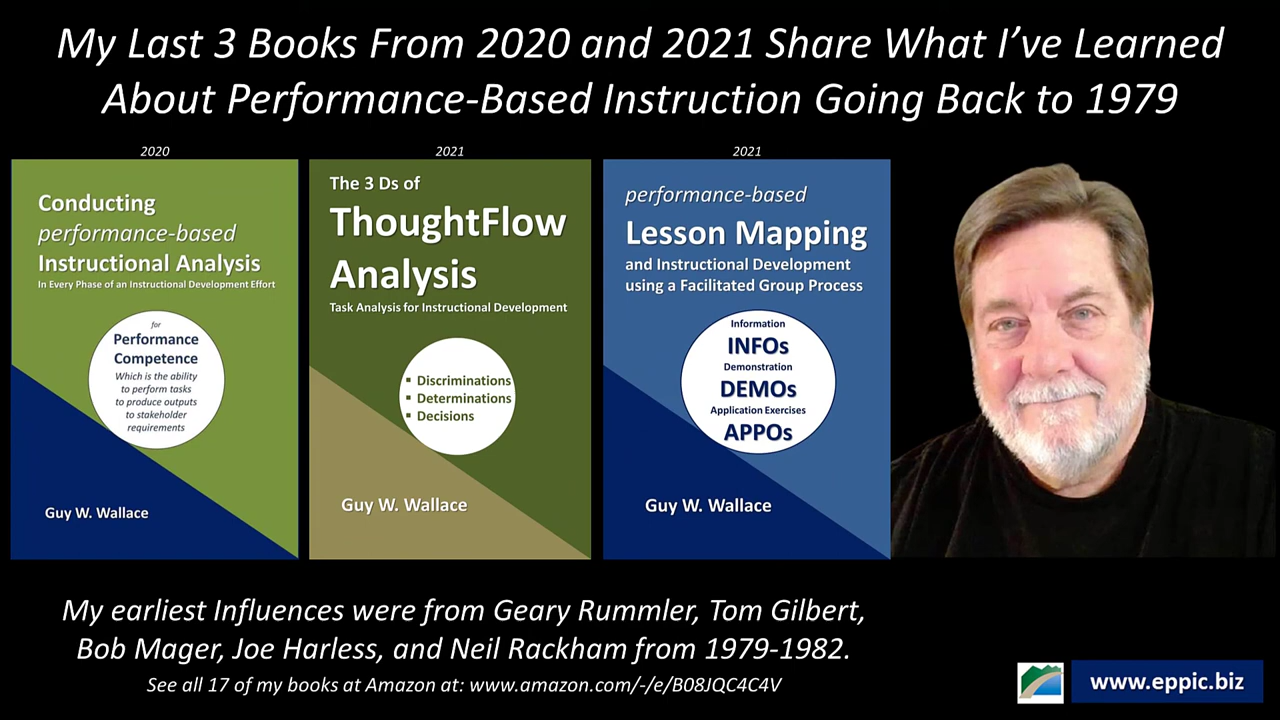 My Last 3 Books From 2020 and 2021 Share What I’ve Learned
About Performance-Based Instruction Going Back to 1979
2020
Conducting
performance-based
Instructional Analysis
In Every Phase of an Instructional Development Effort
for
Performance
Competence
Which is the ability
to perform tasks
to produce outputs
to stakeholder
requirements
Guy W. Wallace
2021
The 3 Ds of
ThoughtFlow
Analysis
Task Analysis for Instructional Development
▪ Discriminations
▪ Determinations
▪ Decisions
Guy W. Wallace
2021
performance-based
Lesson Mapping
and Instructional Development
using a Facilitated Group Process
Information
INFOs
Demonstration
DEMOs
Application Exercises
APPOs
Guy W. Wallace
My earliest Influences were from Geary Rummler, Tom Gilbert,
Bob Mager, Joe Harless, and Neil Rackham from 1979-1982.
See all 17 of my books at Amazon at: www.amazon.com/-/e/B08JQC4C4V
www.eppic.biz